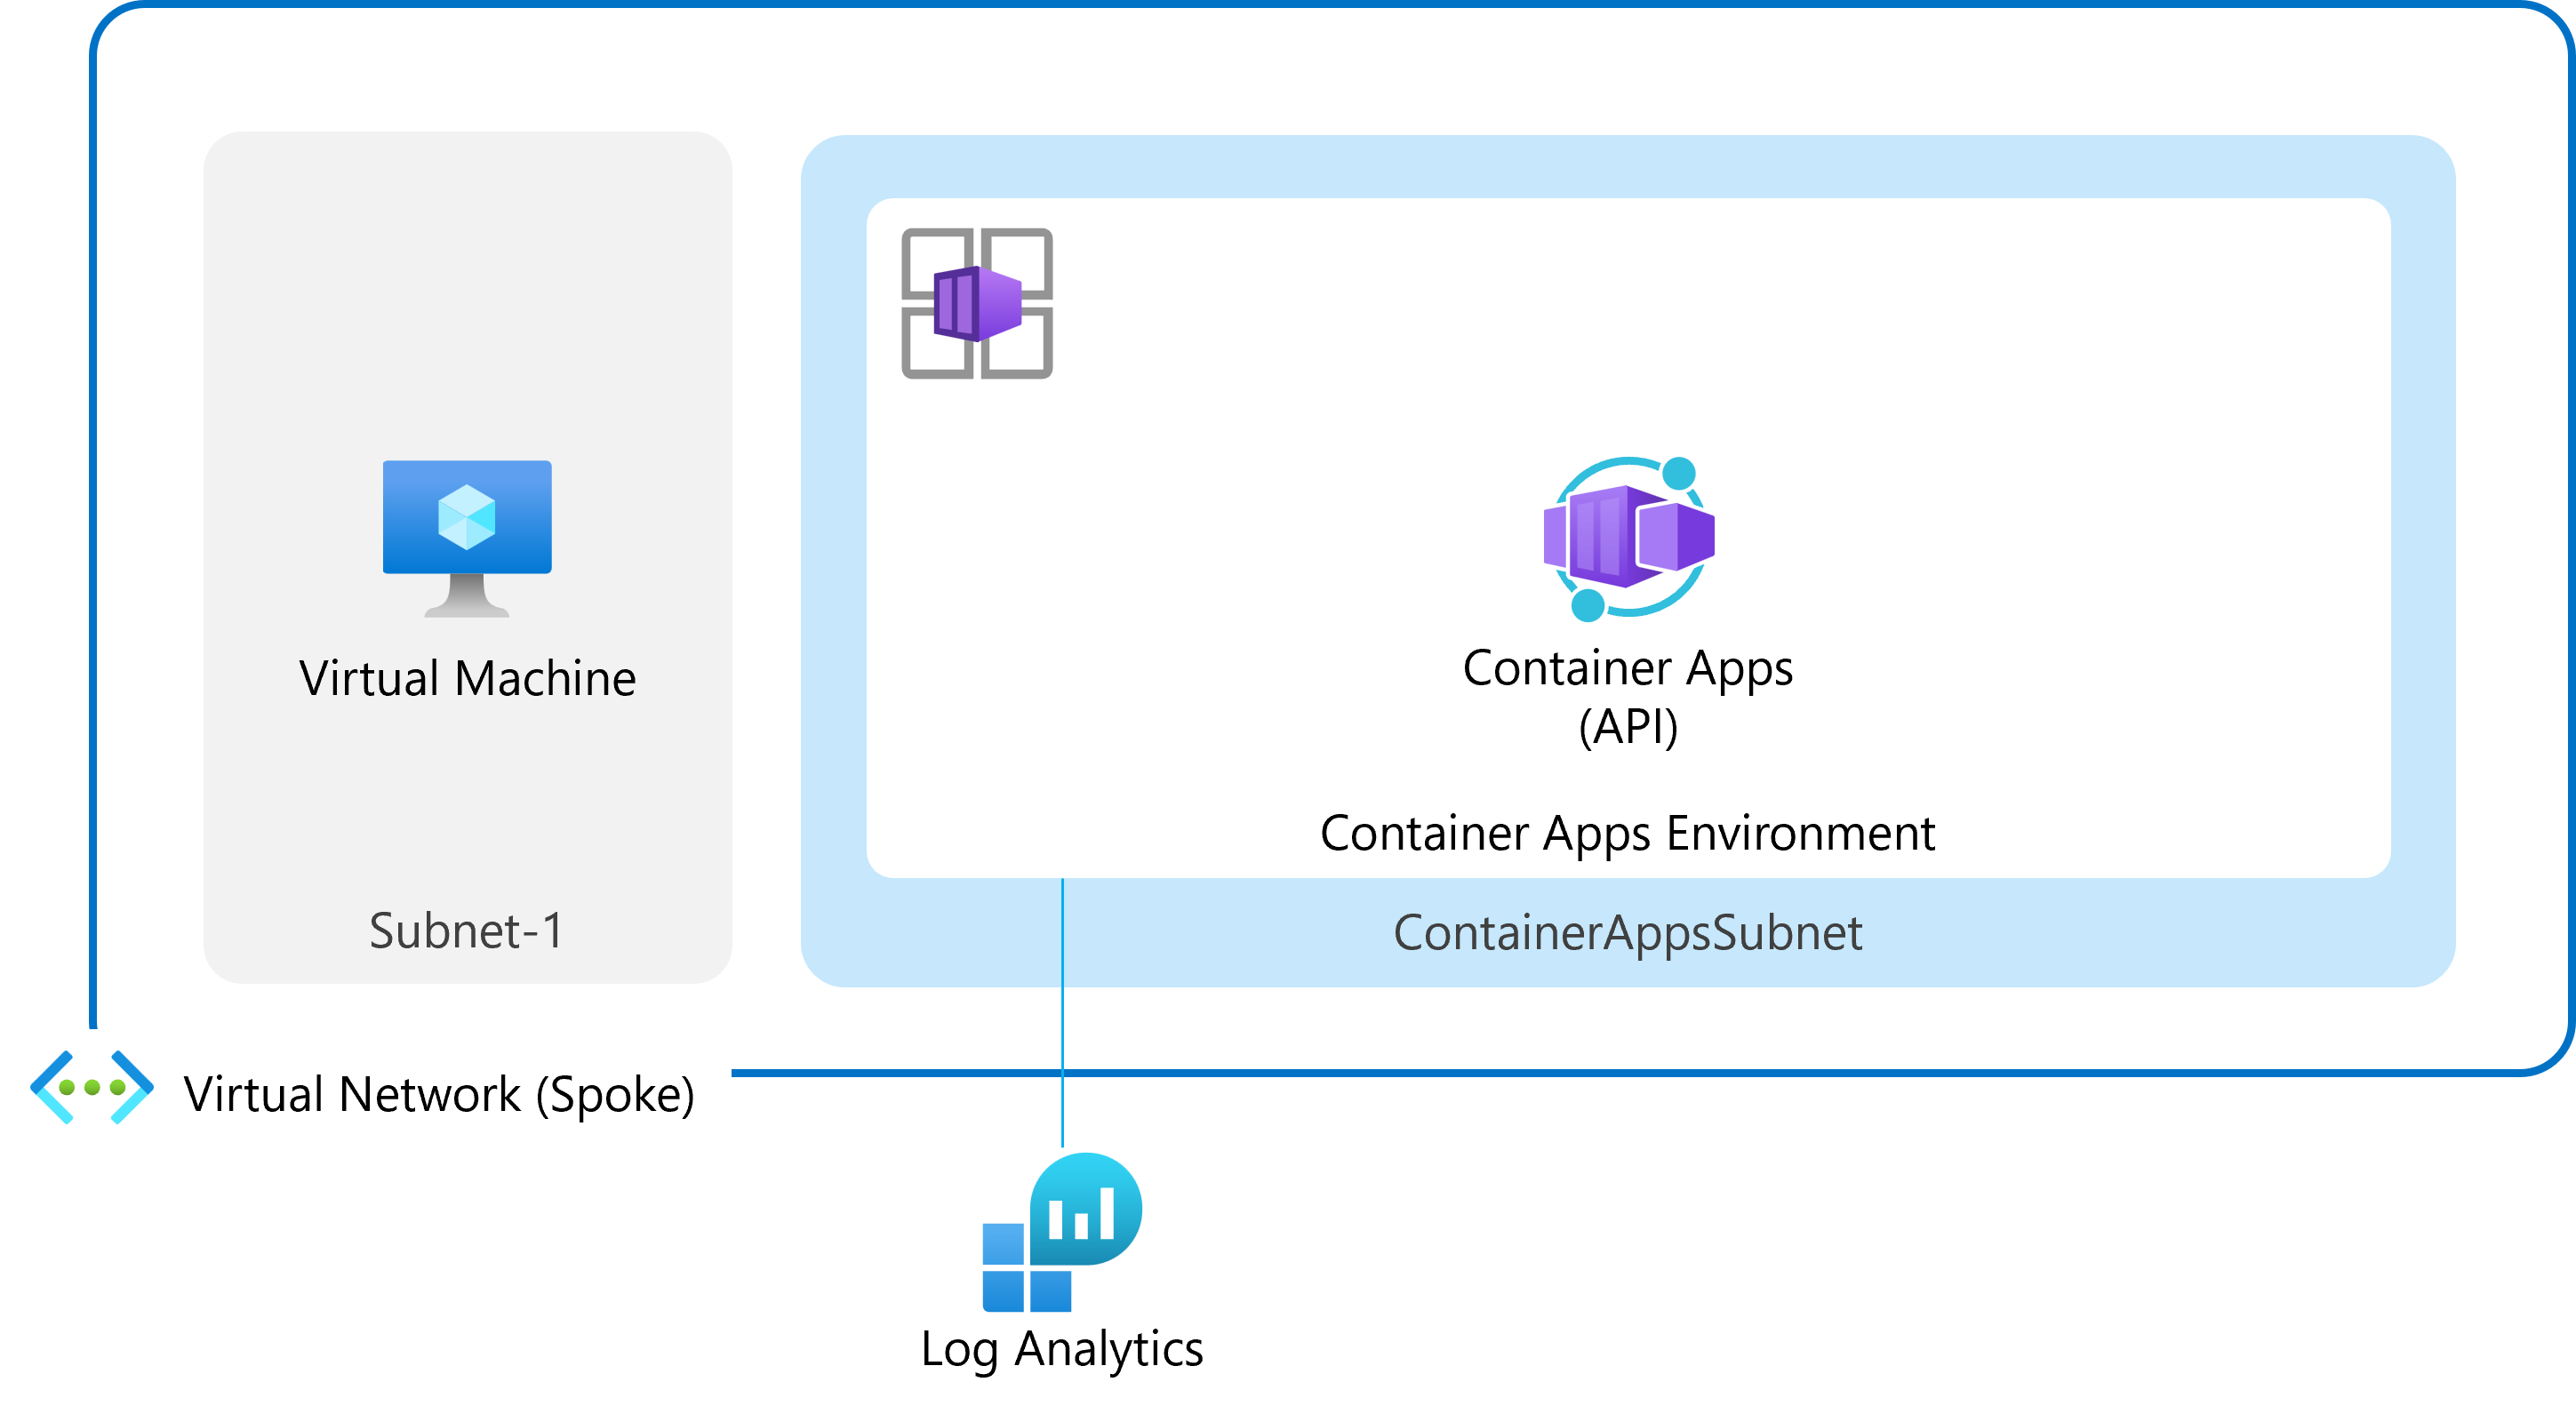 Virtual Machine
Subnet-1
Container Apps
(API)
Container Apps Environment
ContainerAppsSubnet
Virtual Network (Spoke)
Log Analytics